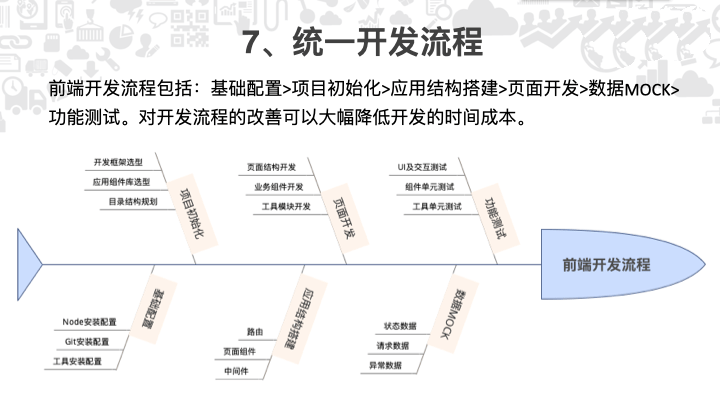 7、统一开发流程
前端开发流程包括：基础配置>项目初始化>应用结构搭建>页面开发>数据MOCK>
功能测试。对开发流程的改善可以大幅降低开发的时间成本。
开发框架选型
应用组件库选型
目录结构规划
项目初始化
页面结构开发
业务组件开发
工具模块开发
页面开发
UI及交互测试
组件单元测试
工具单元测试
功能测试
前端开发流程
基础配置
Node安装配置
Git安装配置
工具安装配置
应用结构搭建
路由
页面组件
中间件
数据MOCK
状态数据
请求数据
异常数据